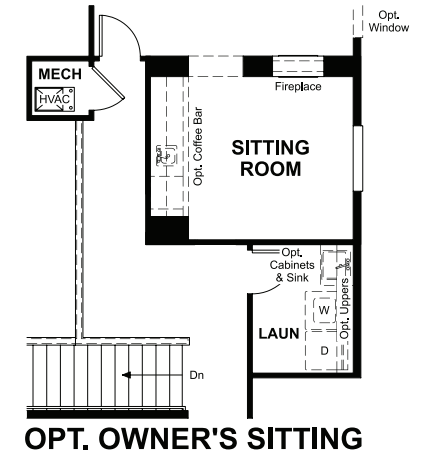 Opt.
Window
MECH
HVAC
Fireplace
Opt. Coffee Bar
SITTING
ROOM
Opt.
Cabinets
& Sink
Opt. Uppers
W
LAUN
D
Dn
OPT. OWNER'S SITTING